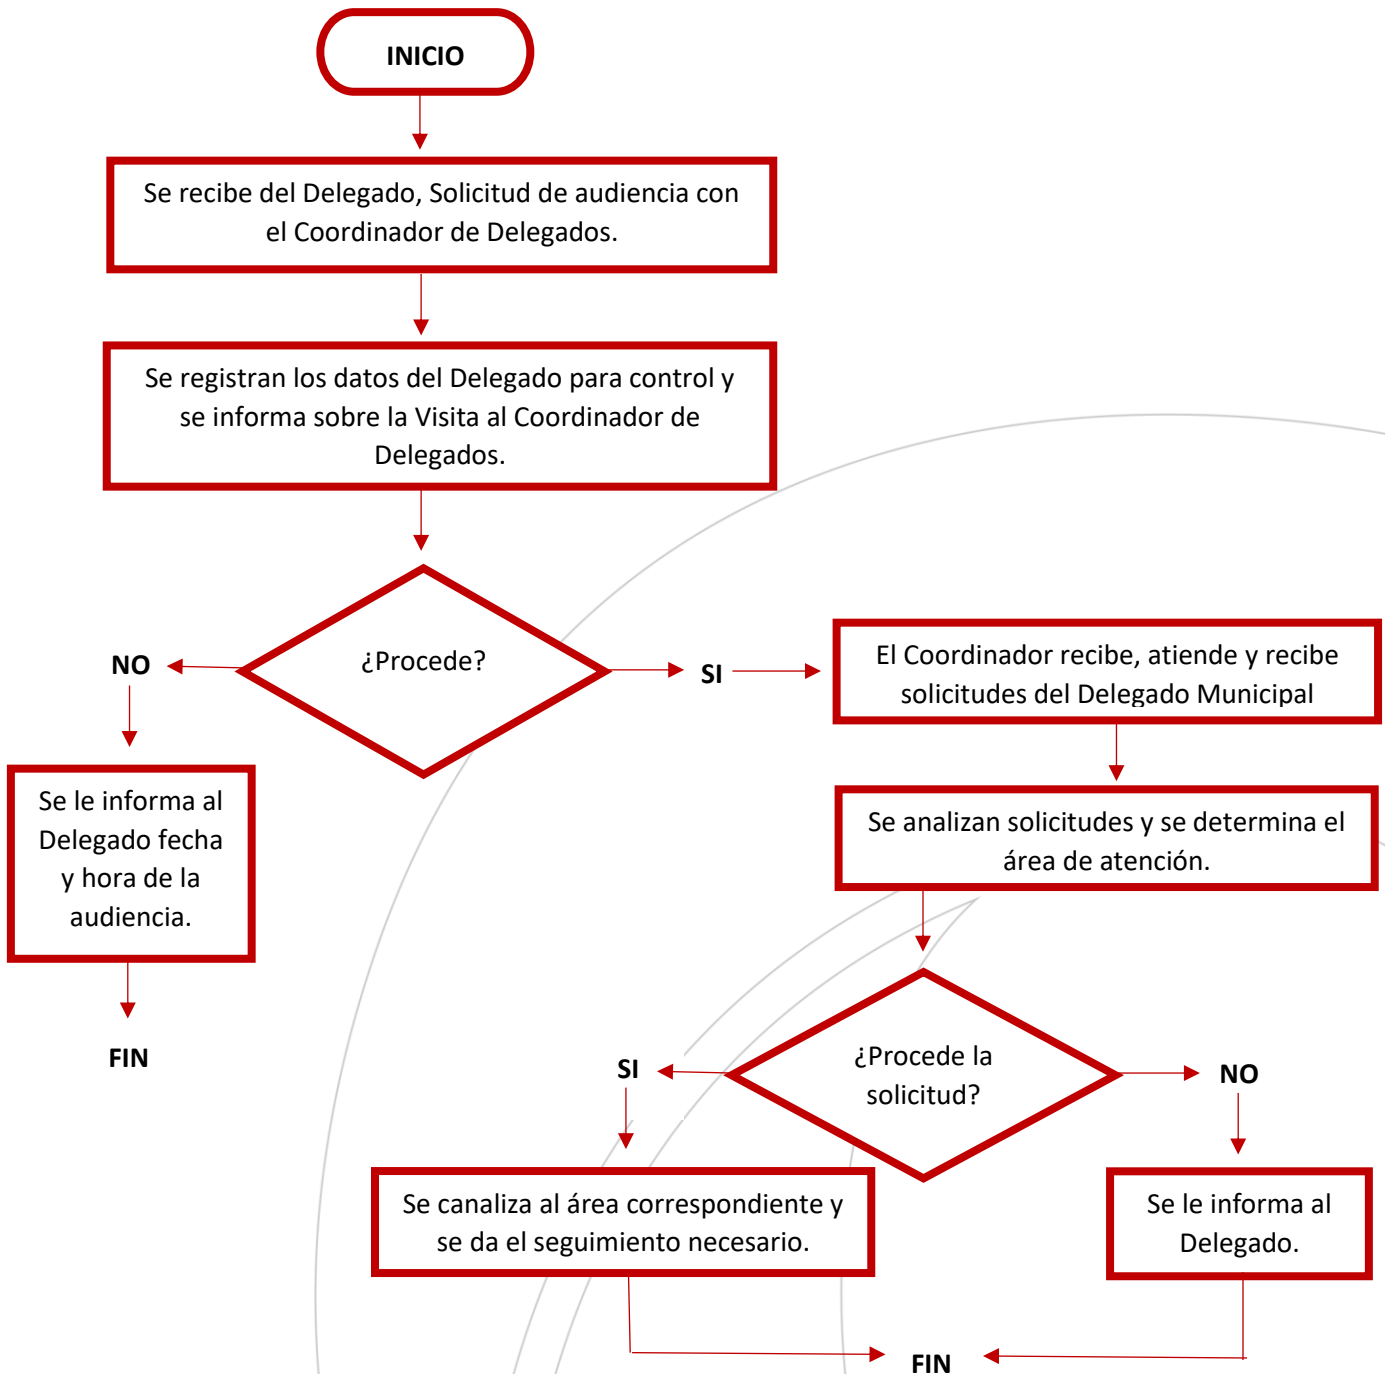 INICIO
Se recibe del Delegado, Solicitud de audiencia con
el Coordinador de Delegados.
Se registran los datos del Delegado para control y
se informa sobre la Visita al Coordinador de
Delegados.
¿Procede?
NO
SI
El Coordinador recibe, atiende y recibe
solicitudes del Delegado Municipal
Se le informa al
Delegado fecha
y hora de la
audiencia.
FIN
Se analizan solicitudes y se determina el
área de atención.
¿Procede la
solicitud?
SI
NO
Se canaliza al área correspondiente y
se da el seguimiento necesario.
Se le informa al
Delegado.
FIN